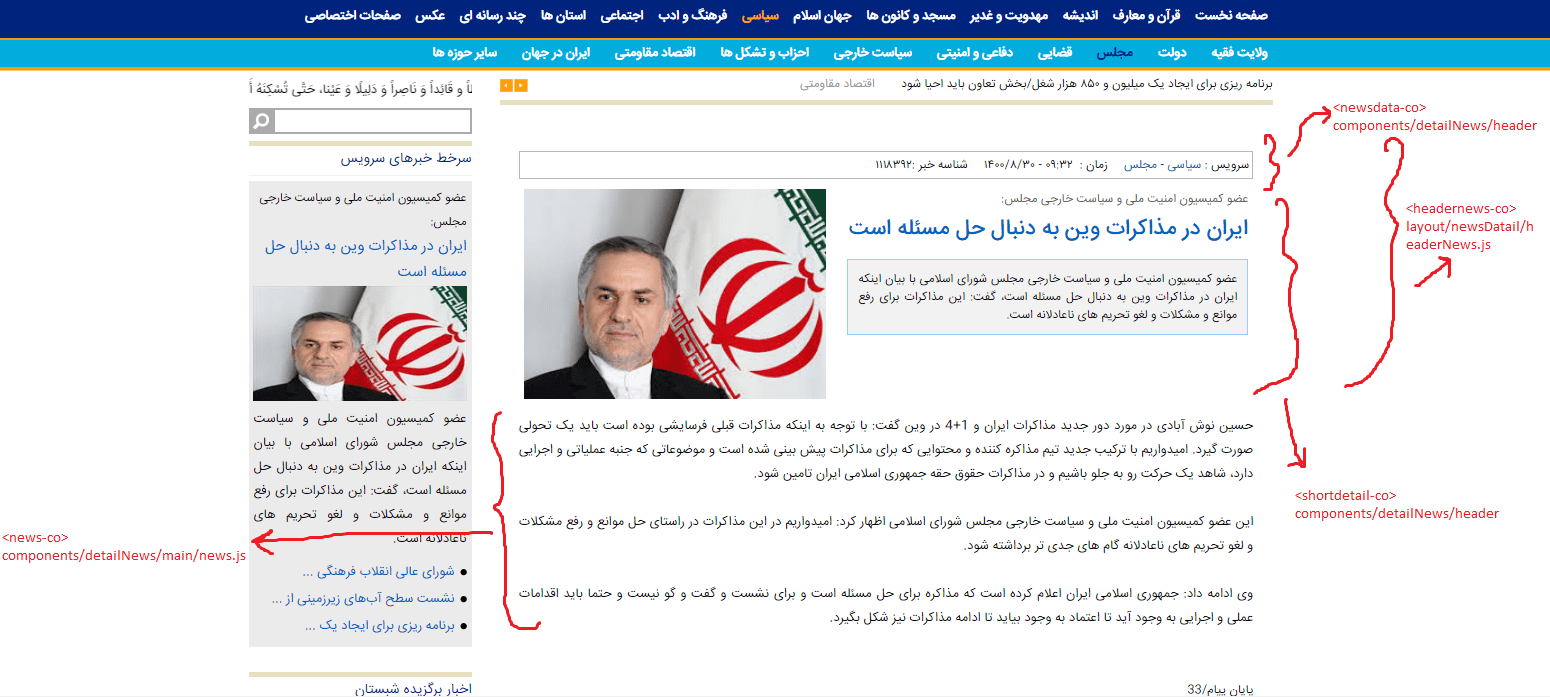 صفحه نخست قرآن و معارف اندیشه مهدویت و غدیر مسجد و کانون ها جهان اسلام سیاسی فرهنگ و ادب اجتماعی استان ها چند رسانه ای عکس صفحات اختصاصی
ولایت فقیه دولت مجلس قضایی دفاعی و امنیتی سیاست خارجی احزاب و تشکل ها اقتصاد مقاومتی ایران در جهان سایر حوزه ها
برنامه ریزی برای ایجاد یک میلیون و ۸۵۰ هزار شغل/بخش تعاون باید احیا شود اقتصاد مقاومتی
سرویس : سیاسی - مجلس زمان : ۰۹:۳۲ - ۱۴۰۰/۸/۳۰ شناسه خبر :۱۱۱۸۳۹۲
عضو کمیسیون امنیت ملی و سیاست خارجی مجلس:
ایران در مذاکرات وین به دنبال حل مسئله است
عضو کمیسیون امنیت ملی و سیاست خارجی مجلس شورای اسلامی با بیان اینکه
ایران در مذاکرات وین به دنبال حل مسئله است، گفت: این مذاکرات برای رفع
موانع و مشکلات و لغو تحریم های ناعادلانه است.
حسین نوش آبادی در مورد دور جدید مذاکرات ایران و 1+4 در وین گفت: با توجه به اینکه مذاکرات قبلی فرسایشی بوده است باید یک تحولی
صورت گیرد. امیدواریم با ترکیب جدید تیم مذاکره کننده و محتوایی که برای مذاکرات پیش بینی شده است و موضوعاتی که جنبه عملیاتی و اجرایی
دارد، شاهد یک حرکت رو به جلو باشیم و در مذاکرات حقوق حقه جمهوری اسلامی ایران تامین شود.
این عضو کمیسیون امنیت ملی و سیاست خارجی مجلس شورای اسلامی اظهار کرد: امیدواریم در این مذاکرات در راستای حل موانع و رفع مشکلات
و لغو تحریم های ناعادلانه گام های جدی تر برداشته شود.
وی ادامه داد: جمهوری اسلامی ایران اعلام کرده است که مذاکره برای حل مسئله است و برای نشست و گفت و گو نیست و حتما باید اقدامات
عملی و اجرایی به وجود آید تا اعتماد به وجود بیاید تا ادامه مذاکرات نیز شکل بگیرد.
پایان پیام/33
و قَائِداً وَ نَاصِراً وَ دَلِیلًا وَ عَیْنا، حَتَّى تُسْکِنَهُ أَ
سرخط خبرهای سرویس
عضو کمیسیون امنیت ملی و سیاست خارجی
مجلس:
ایران در مذاکرات وین به دنبال حل
مسئله است
عضو کمیسیون امنیت ملی و سیاست
خارجی مجلس شورای اسلامی با بیان
اینکه ایران در مذاکرات وین به دنبال حل
مسئله است، گفت: این مذاکرات برای رفع
موانع و مشکلات و لغو تحریم های
ناعادلانه است.
شورای عالی انقلاب فرهنگی ...
نشست سطح آب‌های زیرزمینی از ...
برنامه ریزی برای ایجاد یک ...
اخبار برگزیده شبستان
<newsdata-co>
components/detailNews/header
<headernews-co>
layout/newsDatail/h
eaderNews.js
<shortdetail-co>
components/detailNews/header
<news-co>
components/detailNews/main/news.js